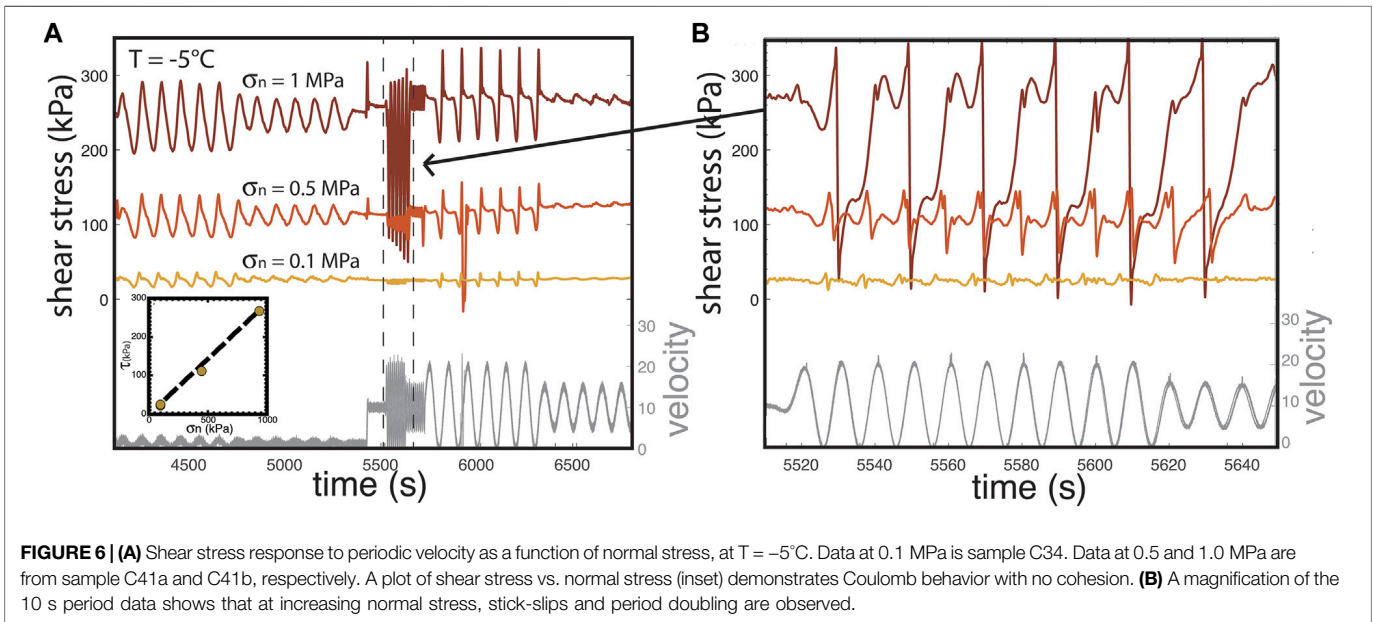 A
T = -5°C
σn = 1 MPa
σn = 0.5 MPa
σn = 0.1 MPa
shear stress (kPa)
300
200
100
0
τ(kPa)
300
200
100
0
0
500
1000
σn (kPa)
30
20
10
0
velocity
4500
5000
5500
6000
6500
time (s)
B
shear stress (kPa)
300
200
100
0
30
20
10
0
velocity
5520
5540
5560
5580
5600
5620
5640
time (s)
FIGURE 6 | (A) Shear stress response to periodic velocity as a function of normal stress, at T = −5°C. Data at 0.1 MPa is sample C34. Data at 0.5 and 1.0 MPa are
from sample C41a and C41b, respectively. A plot of shear stress vs. normal stress (inset) demonstrates Coulomb behavior with no cohesion. (B) A magnification of the
10 s period data shows that at increasing normal stress, stick-slips and period doubling are observed.